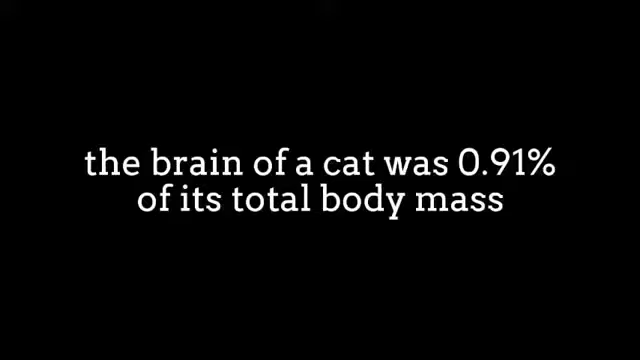 the brain of a cat was 0.91%
of its total body mass